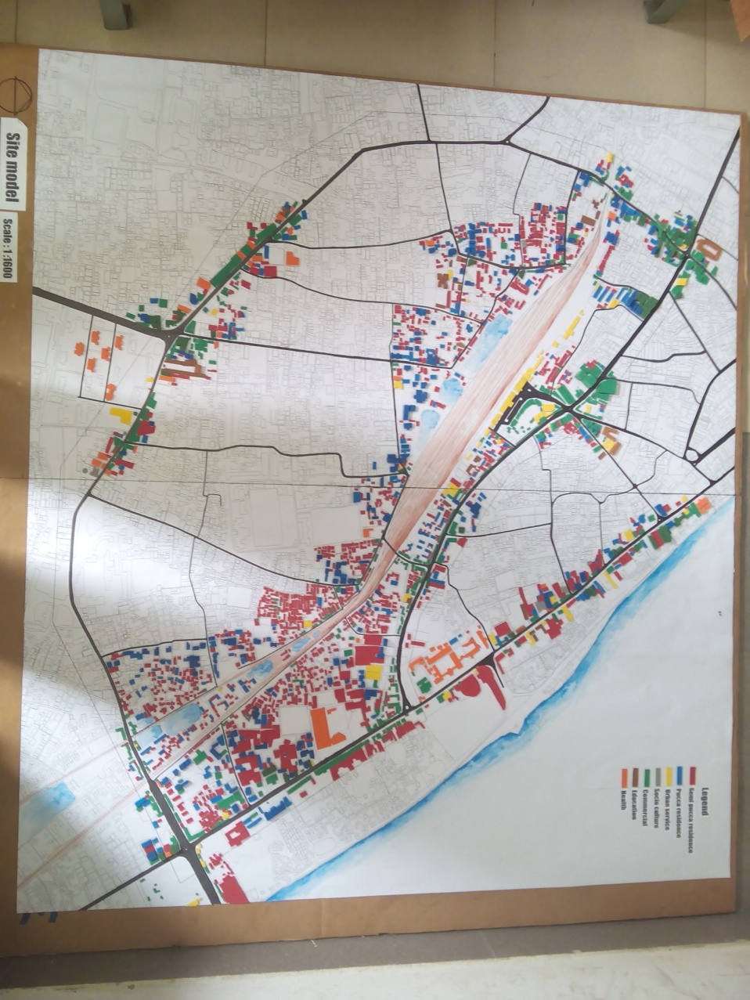 Site model
Scale : 1:1600
Legend
Semi pucca residence
Pucca residence
Urban service
Socio culture
Commercial
Education
Health